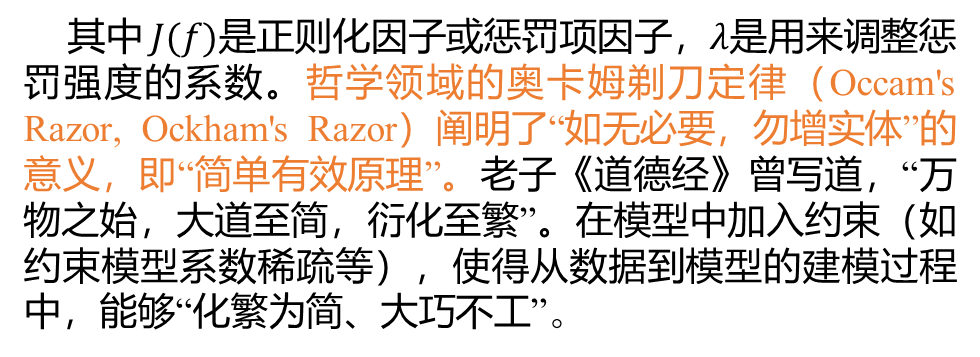 其中J(f)是正则化因子或惩罚项因子，λ是用来调整惩
罚强度的系数。哲学领域的奥卡姆剃刀定律（Occam's
Razor, Ockham's Razor）阐明了“如无必要，勿增实体”的
意义，即“简单有效原理”。老子《道德经》曾写道，“万
物之始，大道至简，衍化至繁”。在模型中加入约束（如
约束模型系数稀疏等），使得从数据到模型的建模过程
中，能够“化繁为简、大巧不工”。